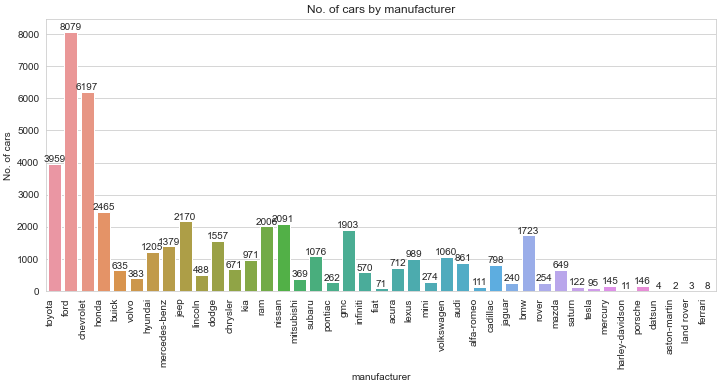 No. of cars by manufacturer
No. of cars
8000
7000
6000
5000
4000
3000
2000
1000
0
3959
8079
6197
2465
635
383
1205
1379
2170
488
1557
671
971
2006
2091
369
1076
262
1903
570
71
712
989
274
1060
861
111
798
240
1723
254
649
122
95
145
11
146
4
2
3
8
toyota
ford
chevrolet
honda
buick
volvo
hyundai
mercedes-benz
jeep
lincoln
dodge
chrysler
kia
ram
nissan
mitsubishi
subaru
pontiac
gmc
infiniti
fiat
acura
lexus
mini
volkswagen
audi
alfa-romeo
cadillac
jaguar
bmw
rover
mazda
saturn
tesla
mercury
harley-davidson
porsche
datsun
aston-martin
land rover
ferrari
manufacturer